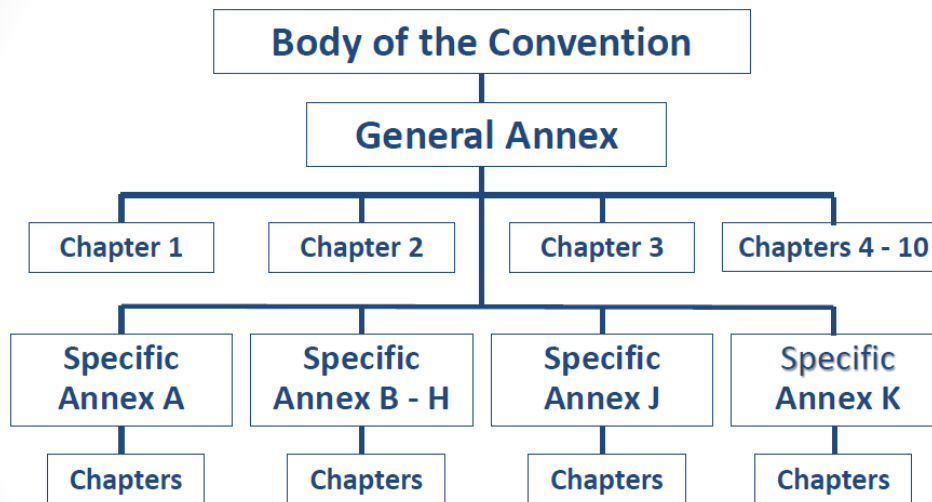 Body of the Convention
General Annex
Chapter 1
Chapter 2
Chapter 3
Chapters 4 - 10
Specific
Annex A
Specific
Annex B - H
Specific
Annex J
Specific
Annex K
Chapters
Chapters
Chapters
Chapters